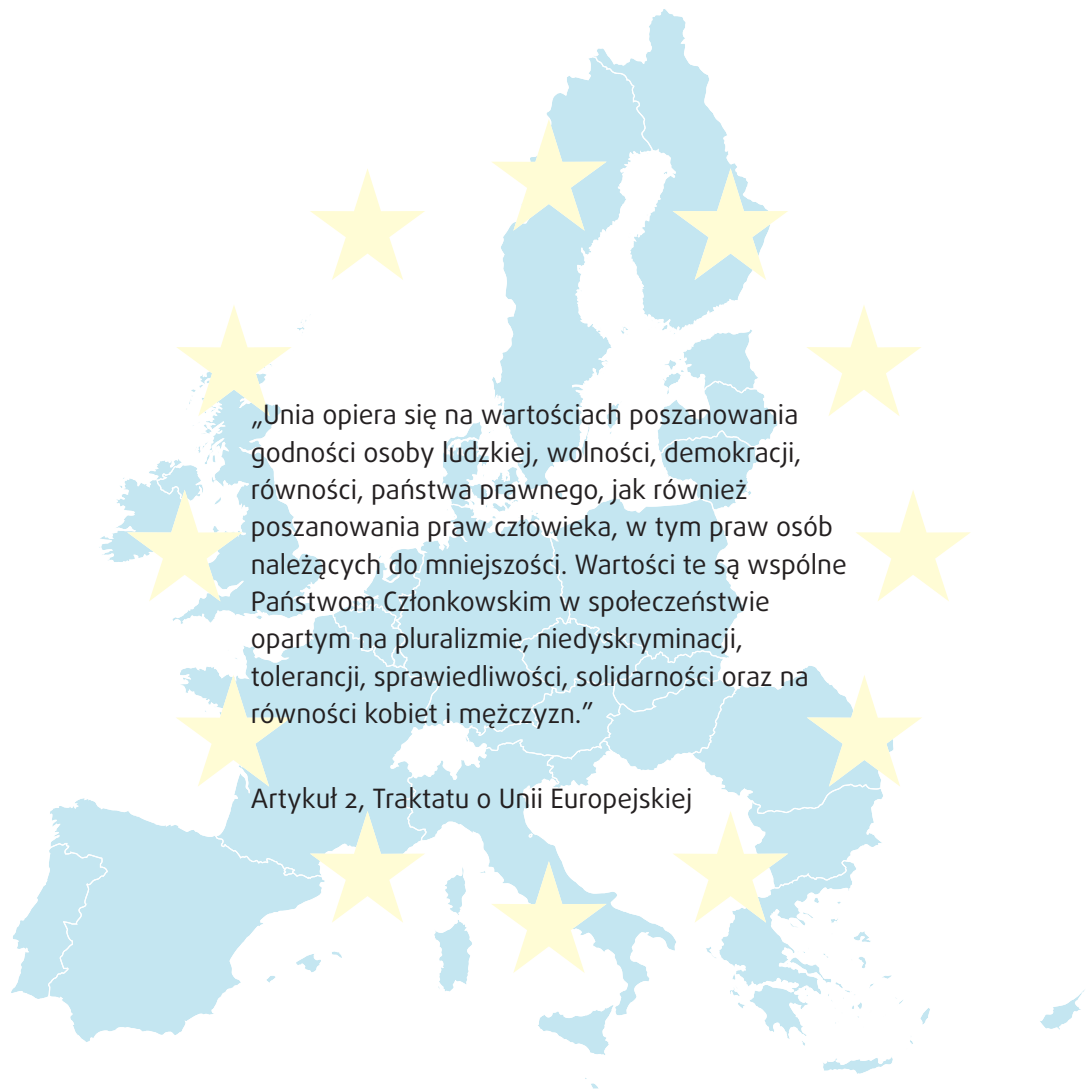 „Unia opiera się na wartościach poszanowania
godności osoby ludzkiej, wolności, demokracji,
równości, państwa prawnego, jak również
poszanowania praw człowieka, w tym praw osób
należących do mniejszości. Wartości te są wspólne
Państwom Członkowskim w społeczeństwie
opartym na pluralizmie, niedyskryminacji,
tolerancji, sprawiedliwości, solidarności oraz na
równości kobiet i mężczyzn.”
Artykuł 2, Traktatu o Unii Europejskiej